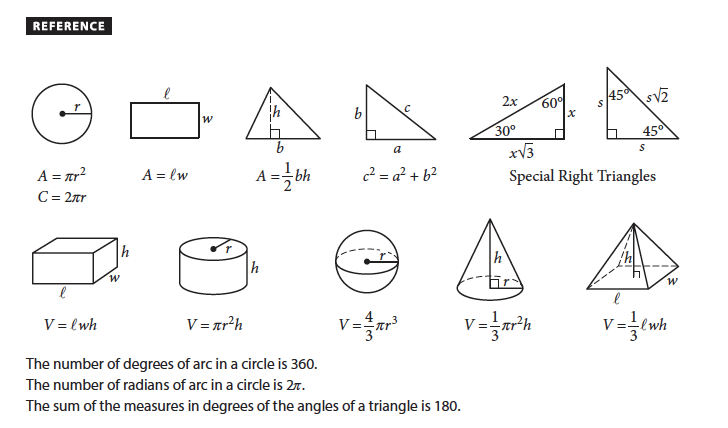 REFERENCE
r
A = πr²
C = 2πr
ℓ
w
A = ℓw
h
b
A = 1/2 bh
b
c
a
c² = a² + b²
2x
60°
x
30°
x√3
s
45°
s√2
45°
s
Special Right Triangles
h
w
ℓ
V = ℓwh
r
h
V = πr²h
r
V = 4/3 πr³
h
r
V = 1/3 πr²h
h
w
ℓ
V = 1/3 ℓwh
The number of degrees of arc in a circle is 360.
The number of radians of arc in a circle is 2π.
The sum of the measures in degrees of the angles of a triangle is 180.